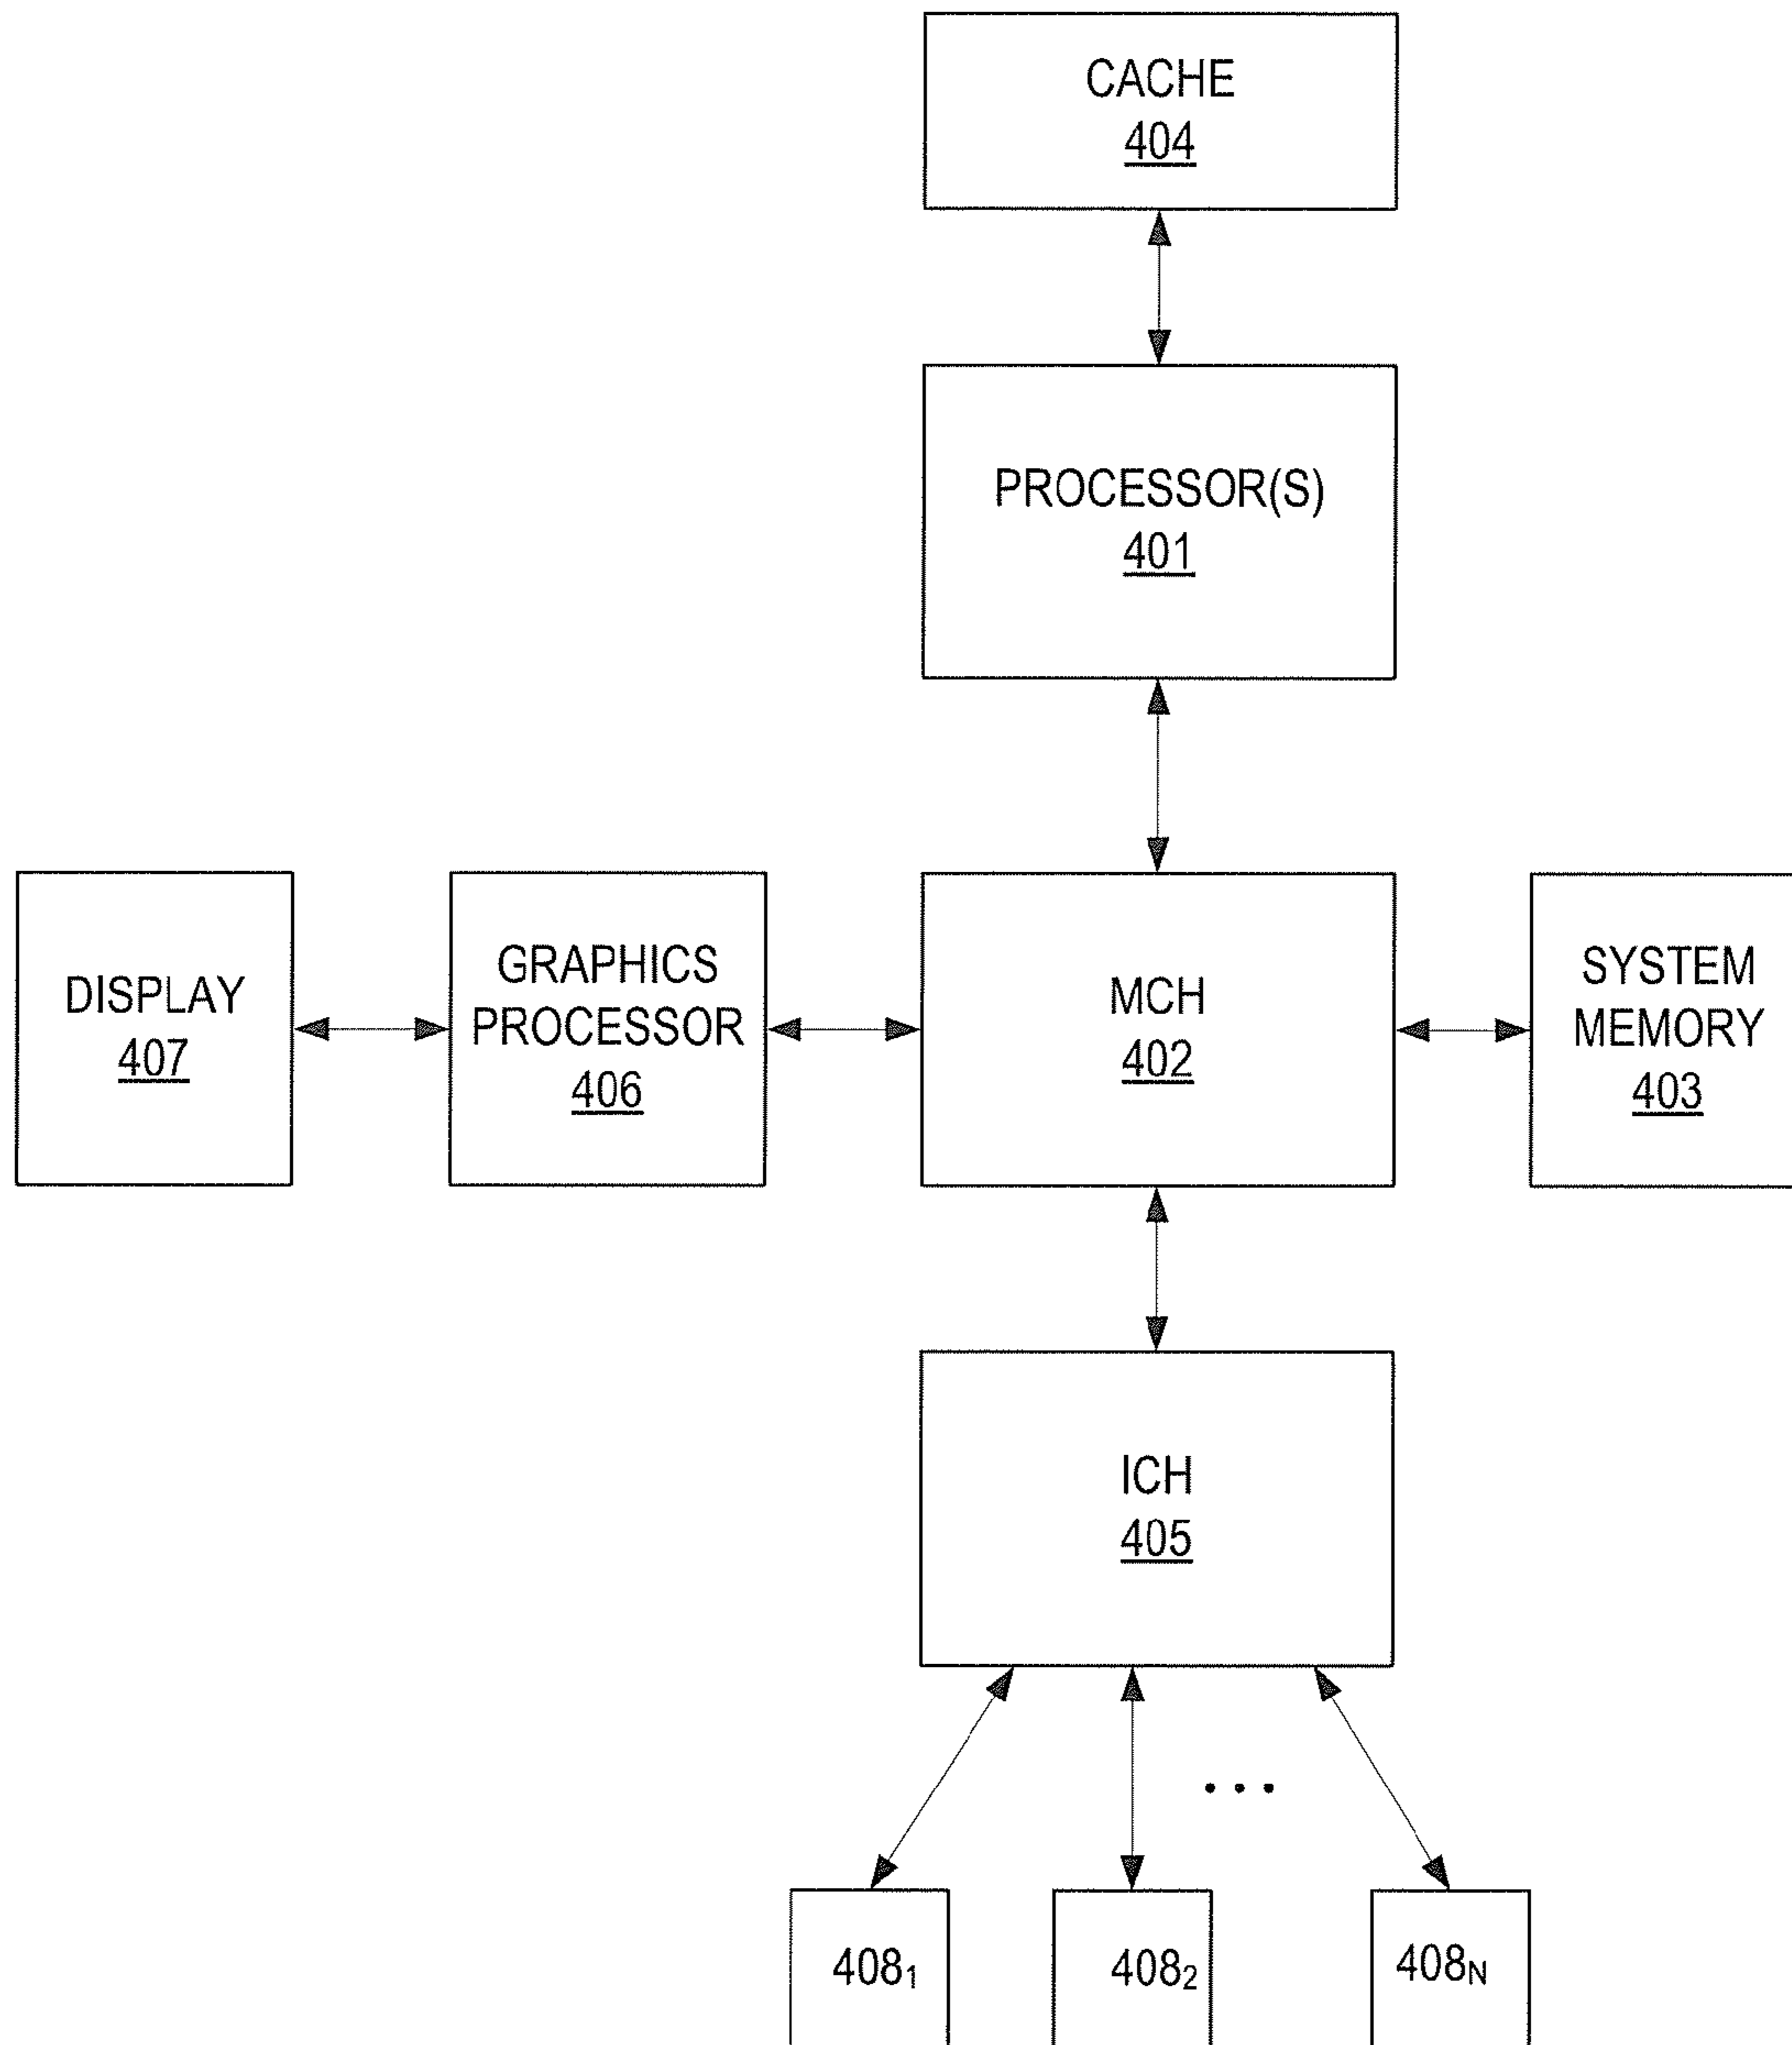 CACHE
404
PROCESSOR(S)
401
DISPLAY
407
GRAPHICS
PROCESSOR
406
MCH
402
SYSTEM
MEMORY
403
ICH
405
...
408₁
408₂
408N